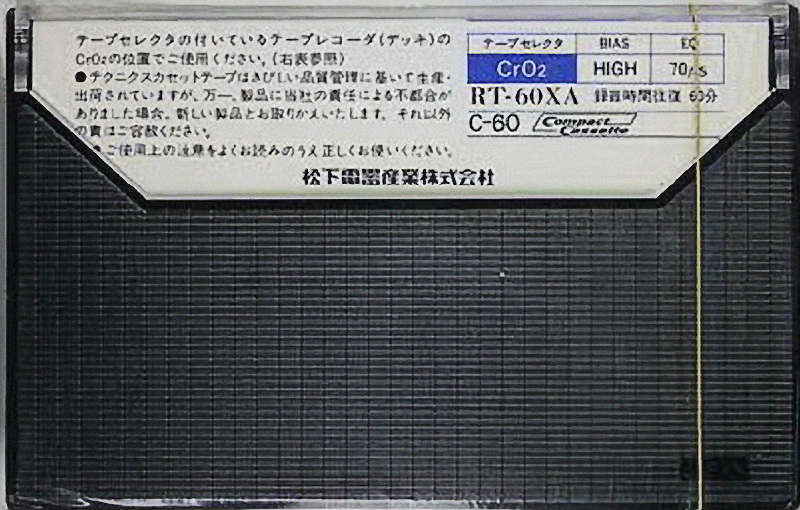 テープセレクタの付いているテープレコーダ(デッキ)の
CrO2の位置でご使用ください。(右表参照)
●テクニクスカセットテープはきびしい品質管理に基いて生産・
出荷されていますが、万一、製品に当社の責任による不都合が
ありました場合、新しい製品とお取りかえいたします。それ以外
の責はご容赦ください。
●ご使用上の注意をよくお読みのうえ正しくお使いください。
松下電器産業株式会社
テープセレクタ BIAS EQ
CrO2 HIGH 70μs
RT-60XA 録音時間往復 60分
C-60 Compact Cassette